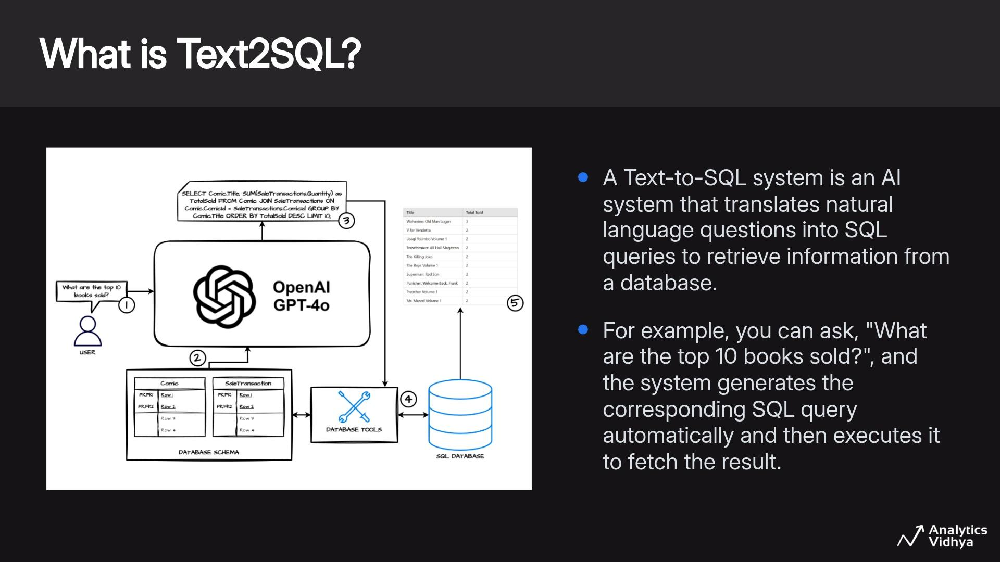 What is Text2SQL?
SELECT Comic.Title, SUM(SaleTransactions.Quantity) as
TotalSold FROM Comic JOIN SaleTransactions ON
Comic.ComicId = SaleTransactions.ComicId GROUP BY
Comic.Title ORDER BY TotalSold DESC LIMIT 10;
3
What are the top 10
books sold?
1
USER
OpenAI
GPT-4o
2
Comic
PK,FK1 Row 1
PK,FK2 Row 2
Row 3
Row 4
SaleTransaction
PK,FK1 Row 1
PK,FK2 Row 2
Row 3
Row 4
DATABASE SCHEMA
DATABASE TOOLS
4
SQL DATABASE
Title Total Sold
Wolverine: Old Man Logan 3
V for Vendetta 2
Usagi Yojimbo Volume 1 2
Transformers: All Hail Megatron 2
The Killing Joke 2
The Boys Volume 1 2
Superman: Red Son 2
Punisher: Welcome Back, Frank 2
Preacher Volume 1 2
Ms. Marvel Volume 1 2
5
A Text-to-SQL system is an AI
system that translates natural
language questions into SQL
queries to retrieve information from
a database.
For example, you can ask, "What
are the top 10 books sold?", and
the system generates the
corresponding SQL query
automatically and then executes it
to fetch the result.
Analytics
Vidhya